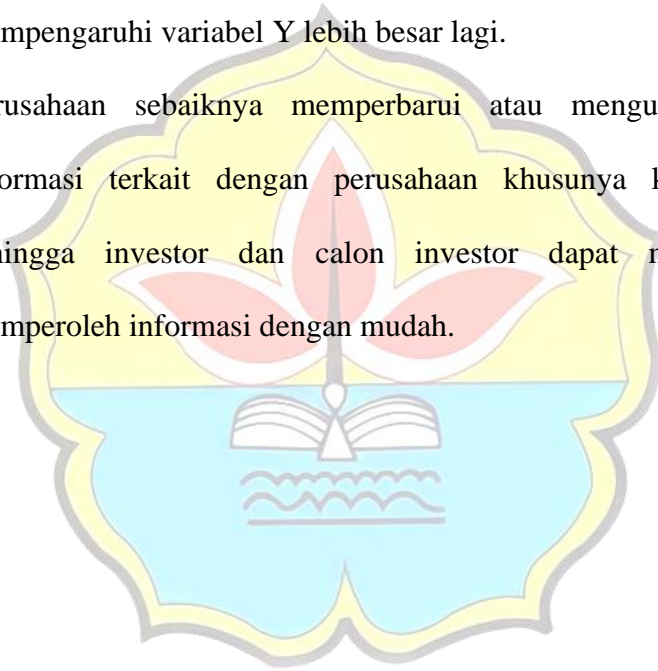 mpengaruhi variabel Y lebih besar lagi.
rusahaan sebaiknya memperbarui atau mengu
ormasi terkait dengan perusahaan khusunya k
ingga investor dan calon investor dapat
mperoleh informasi dengan mudah.